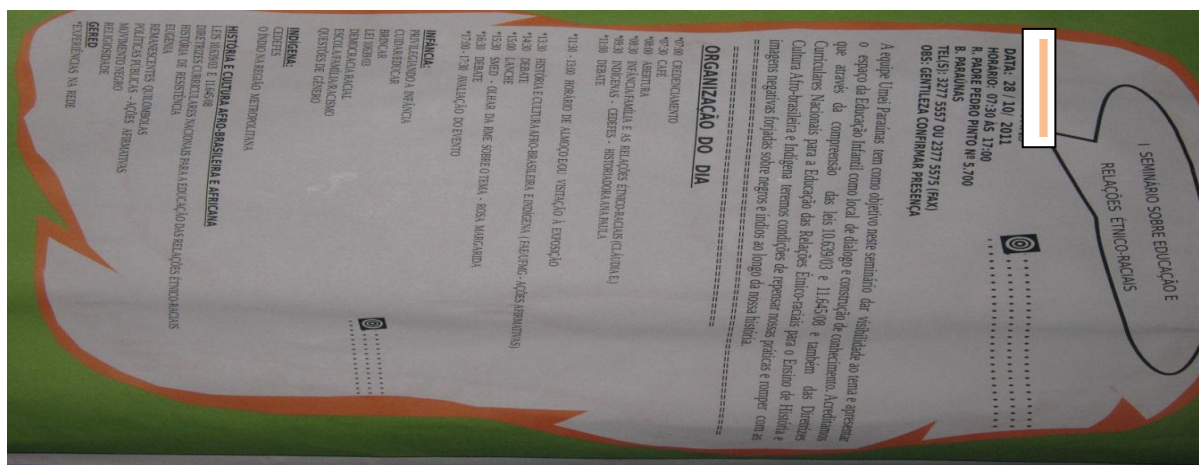 I SEMINÁRIO SOBRE EDUCAÇÃO E
RELAÇÕES ÉTNICO-RACIAIS
DATA: 28 / 10/ 2011
HORÁRIO: 07:30 ÀS 17:00
R. PADRE PEDRO PINTO Nº 5.700
B. PARAUNAS
TEL(S): 3277 5557 OU 2377 5575 (FAX)
OBS: GENTILEZA CONFIRMAR PRESENÇA
A equipe Umei Paraúnas tem como objetivo neste seminário dar visibilidade ao tema e apresentar
o espaço da Educação Infantil como local de dialogo e construção de conhecimento. Acreditamos
que através da compreensão das leis 10.639/03 e 11.645/08 e também das Diretrizes
Curriculares Nacionais para a Educação das Relações Étnico-raciais para o Ensino de História e
Cultura Afro-brasileira e Indígena teremos condições de repensar nossas práticas e romper com as
imagens negativas forjadas sobre negros e índios ao longo da nossa história.
ORGANIZAÇÃO DO DIA
*07:00 CREDENCIAMENTO
*07:30 CAFÉ
*08:00 ABERTURA
*08:30 INFÂNCIA/FAMÍLIA E AS RELAÇÕES ÉTNICO-RACIAIS (CLÁUDIA E.)
*09:30 INDÍGENAS - CEDEFES - HISTORIADORA ANA PAULA
*11:00 DEBATE
*11:30 - 13:00 HORÁRIO DE ALMOÇO E/OU VISITAÇÃO À EXPOSIÇÃO
*13:30 HISTÓRIA E CULTURA AFRO-BRASILEIRA E INDÍGENA ( FAE/UFMG - AÇÕES AFIRMATIVAS)
*14:30 DEBATE
*15:00 LANCHE
*15:30 SMED - OLHAR DA RME SOBRE O TEMA - ROSA MARGARIDA
*16:30 DEBATE
*17:00 - 17:30 AVALIAÇÃO DO EVENTO
INFÂNCIA:
PRIVILEGIANDO A INFÂNCIA
CUIDAR/EDUCAR
BRINCAR
LEI 10639/03
DEMOCRACIA RACIAL
ESCOLA/FAMÍLIA/RACISMO
QUESTÕES DE GÊNERO
INDÍGENA:
CEDEFES
O ÍNDIO NA REGIÃO METROPOLITANA
HISTÓRIA E CULTURA AFRO-BRASILEIRA E AFRICANA
LEIS 10639/03 E 11.645/08
DIRETRIZES CURRICULARES NACIONAIS PARA A EDUCAÇÃO DAS RELAÇÕES ÉTNICO-RACIAIS
HISTÓRIA DE RESISTÊNCIA
EUGENIA
REMANESCENTES QUILOMBOLAS
POLÍTICAS PÚBLICAS - AÇÕES AFIRMATIVAS
MOVIMENTO NEGRO
RELIGIOSIDADE
GERED
*EXPERIÊNCIAS NA REDE